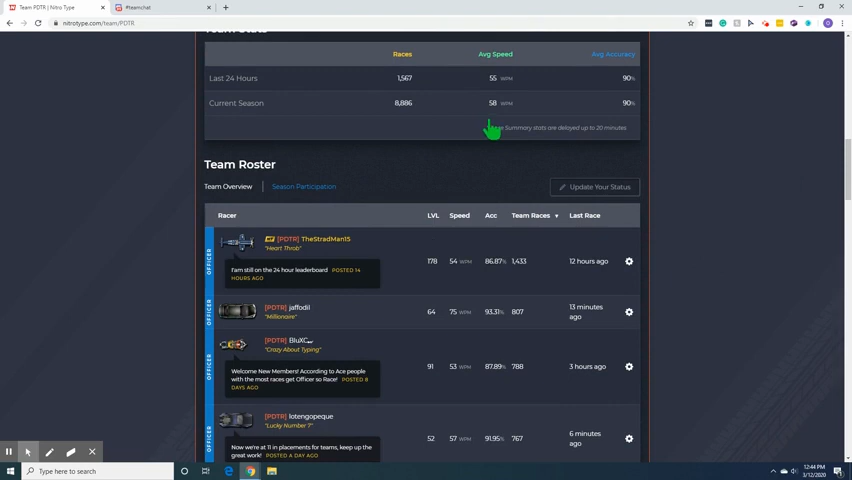 Team PDTR | Nitro Type
#teamchat
nitrotype.com/team/PDTR
Team Stats
Races Avg Speed Avg Accuracy
Last 24 Hours 1,567 55 WPM 90%
Current Season 8,886 58 WPM 90%
Summary stats are delayed up to 20 minutes
Team Roster
Team Overview Season Participation Update Your Status
Racer LVL Speed Acc Team Races ▼ Last Race
OFFICER
[PDTR] TheStradMan15
"Heart Throb"
I'am still on the 24 hour leaderboard POSTED 14
HOURS AGO
178 54 WPM 86.87% 1,433 12 hours ago
OFFICER
[PDTR] jaffodil
"Millionaire"
64 75 WPM 93.31% 807 13 minutes
ago
OFFICER
[PDTR] BluXC
"Crazy About Typing"
Welcome New Members! According to Ace people
with the most races get Officer so Race! POSTED 8
DAYS AGO
91 53 WPM 87.89% 788 3 hours ago
OFFICER
[PDTR] lotengopeque
"Lucky Number 7"
Now we're at 11 in placements for teams, keep up the
great work! POSTED A DAY AGO
52 57 WPM 91.95% 767 6 minutes
ago
Type here to search
12:44 PM
3/12/2020